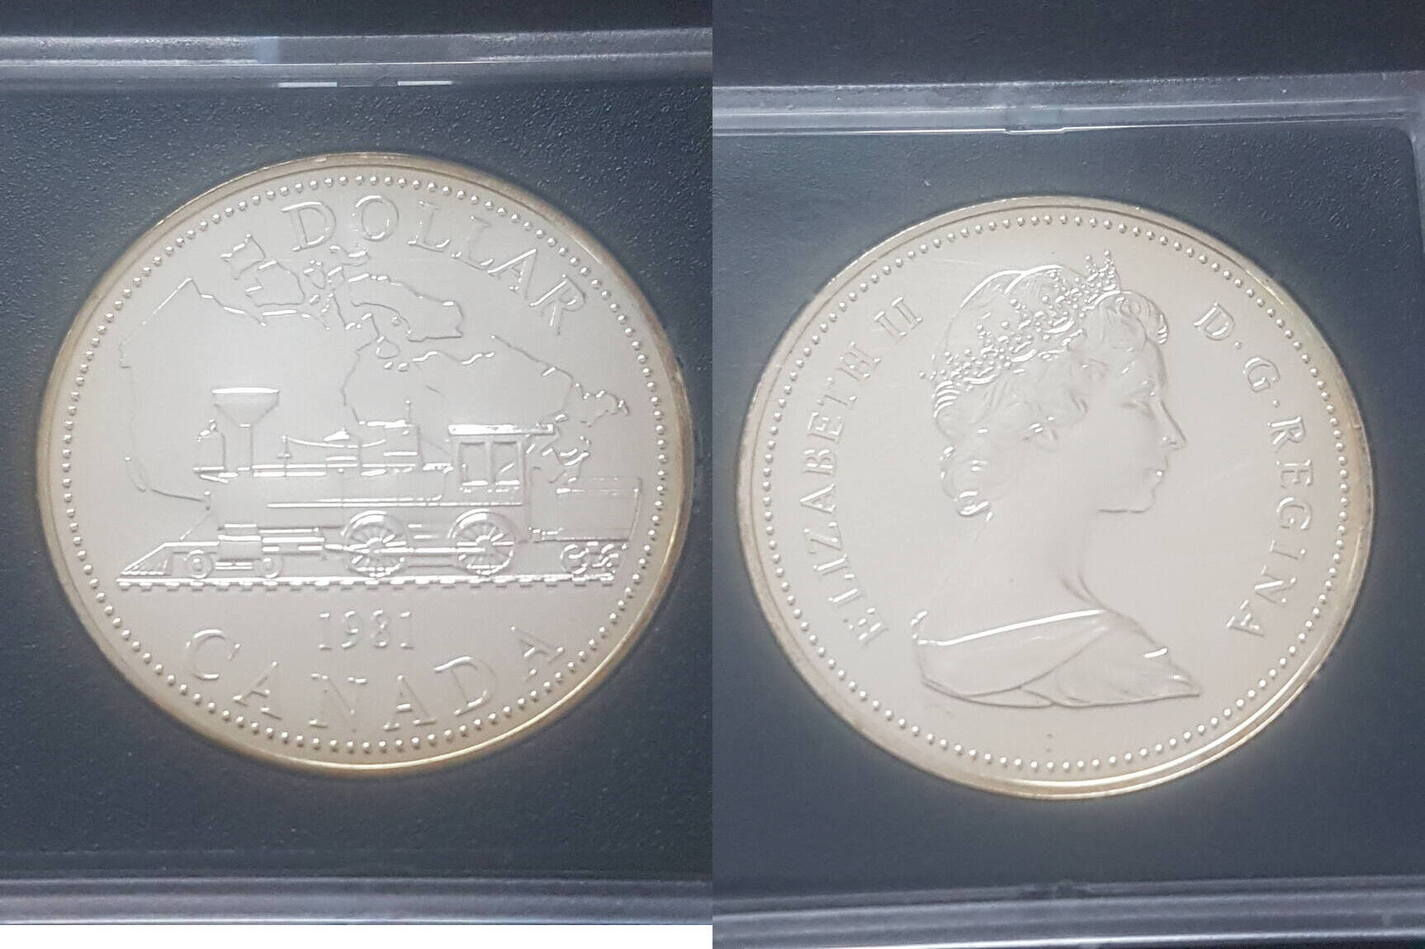 DOLLAR
1981
CANADA
ELIZABETH II
D·G·REGINA